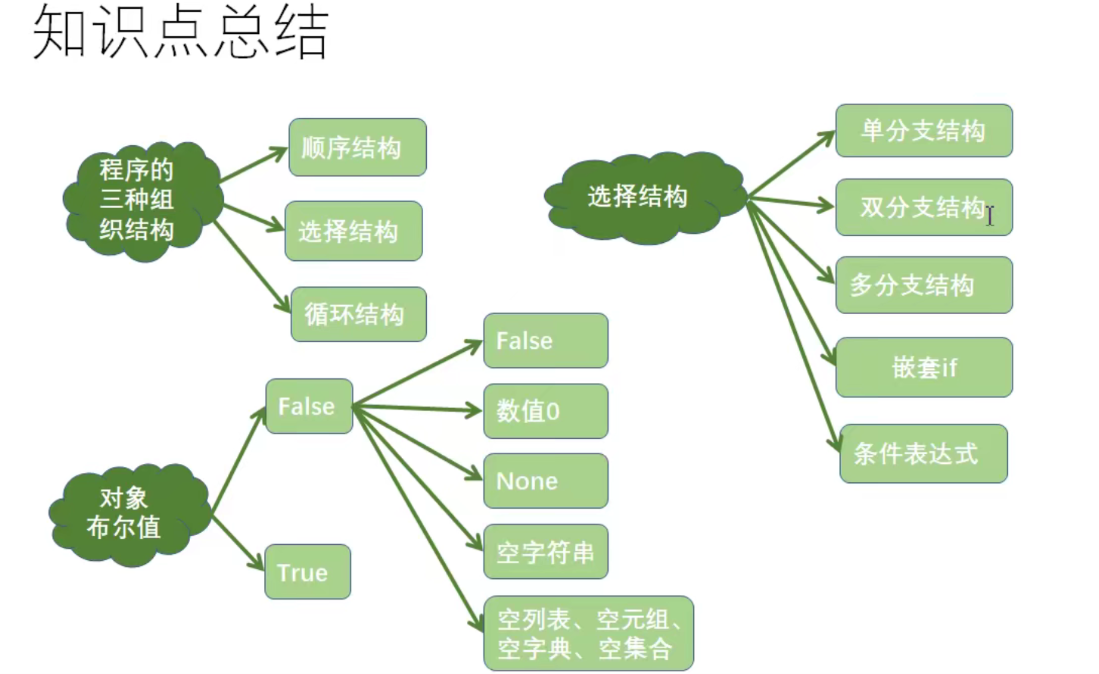 知识点总结
程序的
三种组
织结构
顺序结构
选择结构
循环结构
选择结构
单分支结构
双分支结构
多分支结构
嵌套if
条件表达式
对象
布尔值
False
True
False
数值0
None
空字符串
空列表、空元组、
空字典、空集合